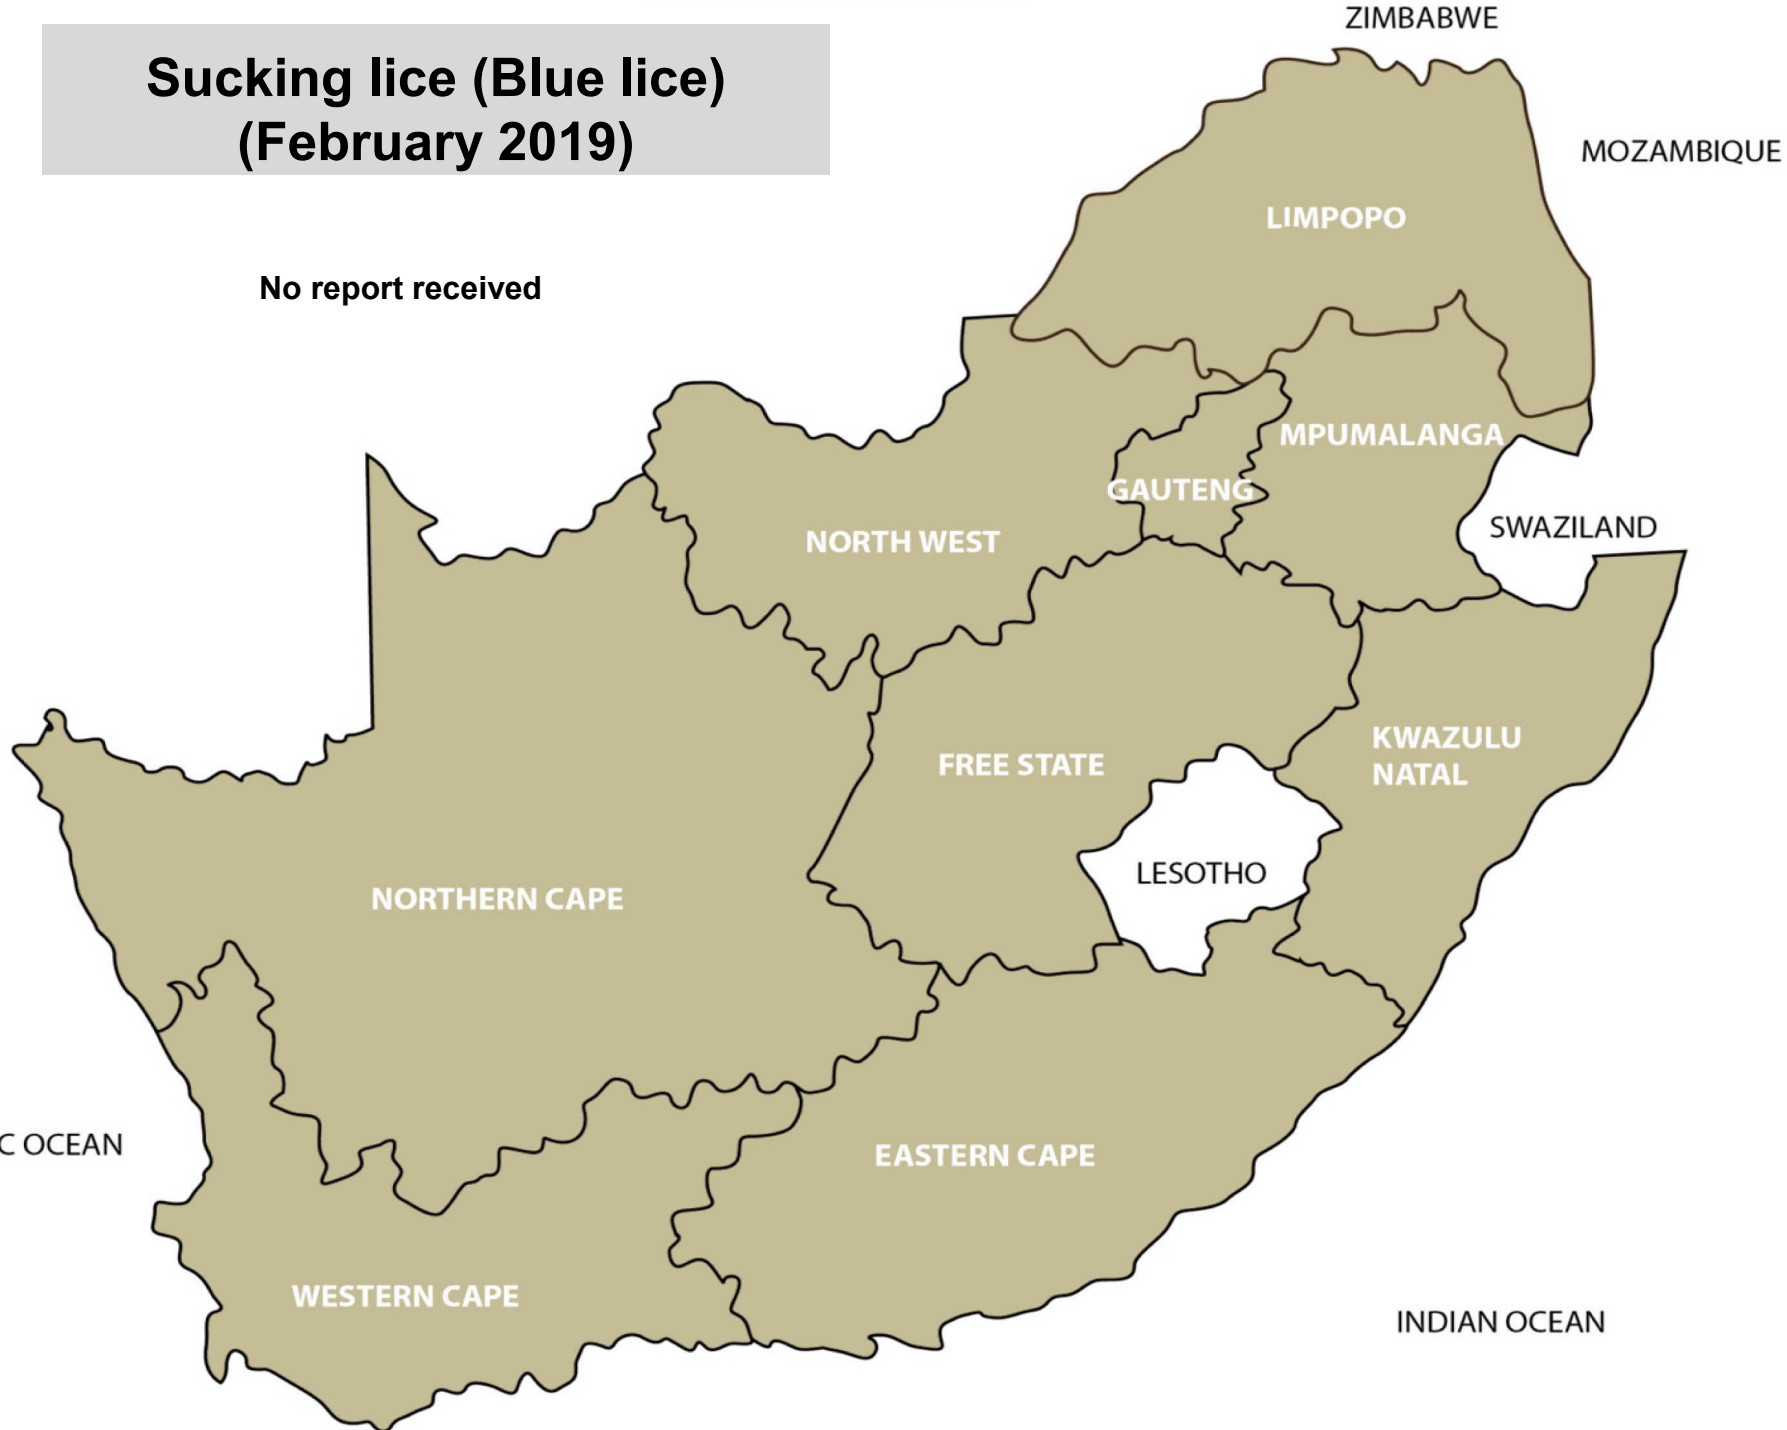 ZIMBABWE
Sucking lice (Blue lice)
(February 2019)
MOZAMBIQUE
LIMPOPO
No report received
MPUMALANGA
GAUTENG
SWAZILAND
NORTH WEST
KWAZULU
NATAL
FREE STATE
LESOTHO
NORTHERN CAPE
C OCEAN
EASTERN CAPE
WESTERN CAPE
INDIAN OCEAN